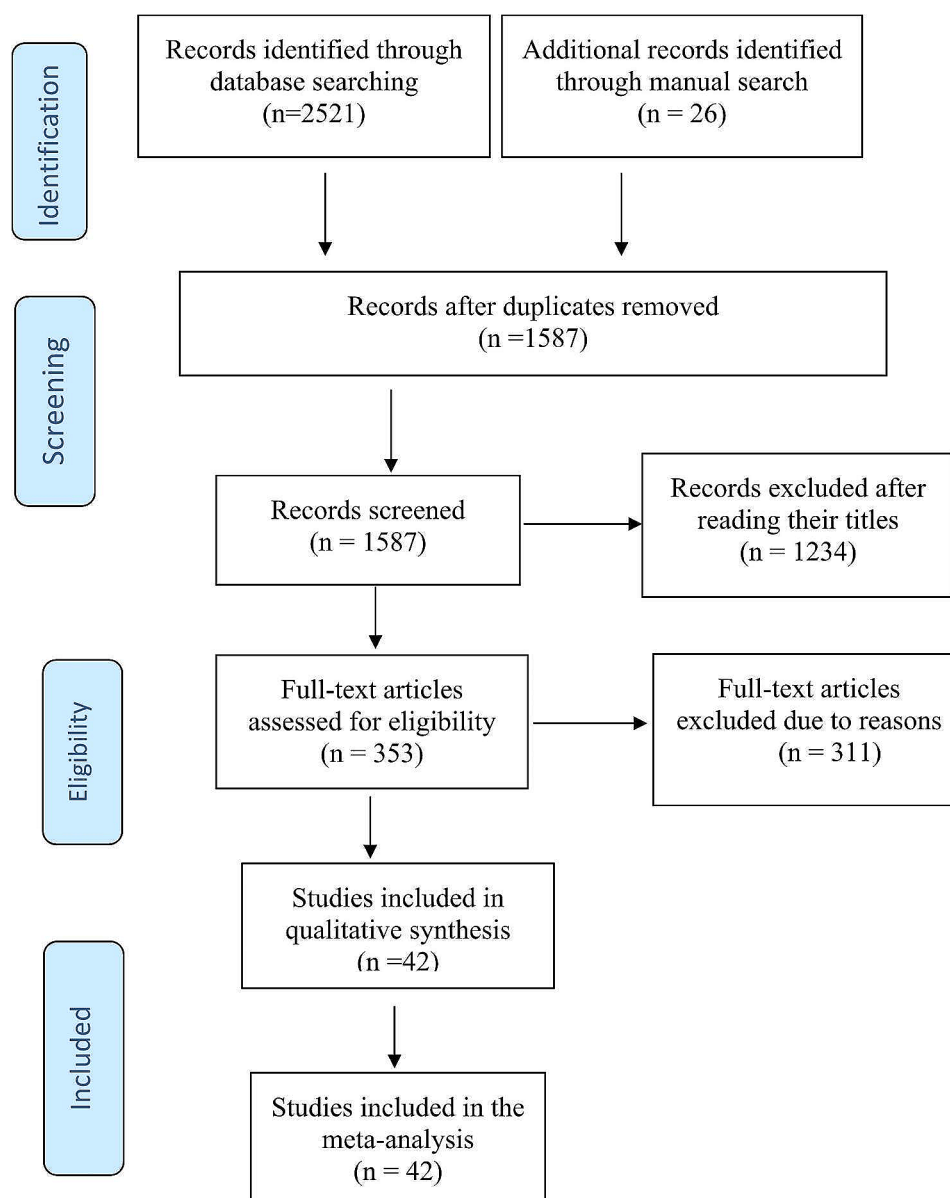 Identification
Records identified through
database searching
(n=2521)
Additional records identified
through manual search
(n = 26)
Screening
Records after duplicates removed
(n =1587)
Records screened
(n = 1587)
Records excluded after
reading their titles
(n = 1234)
Eligibility
Full-text articles
assessed for eligibility
(n = 353)
Full-text articles
excluded due to reasons
(n = 311)
Included
Studies included in
qualitative synthesis
(n =42)
Studies included in the
meta-analysis
(n = 42)